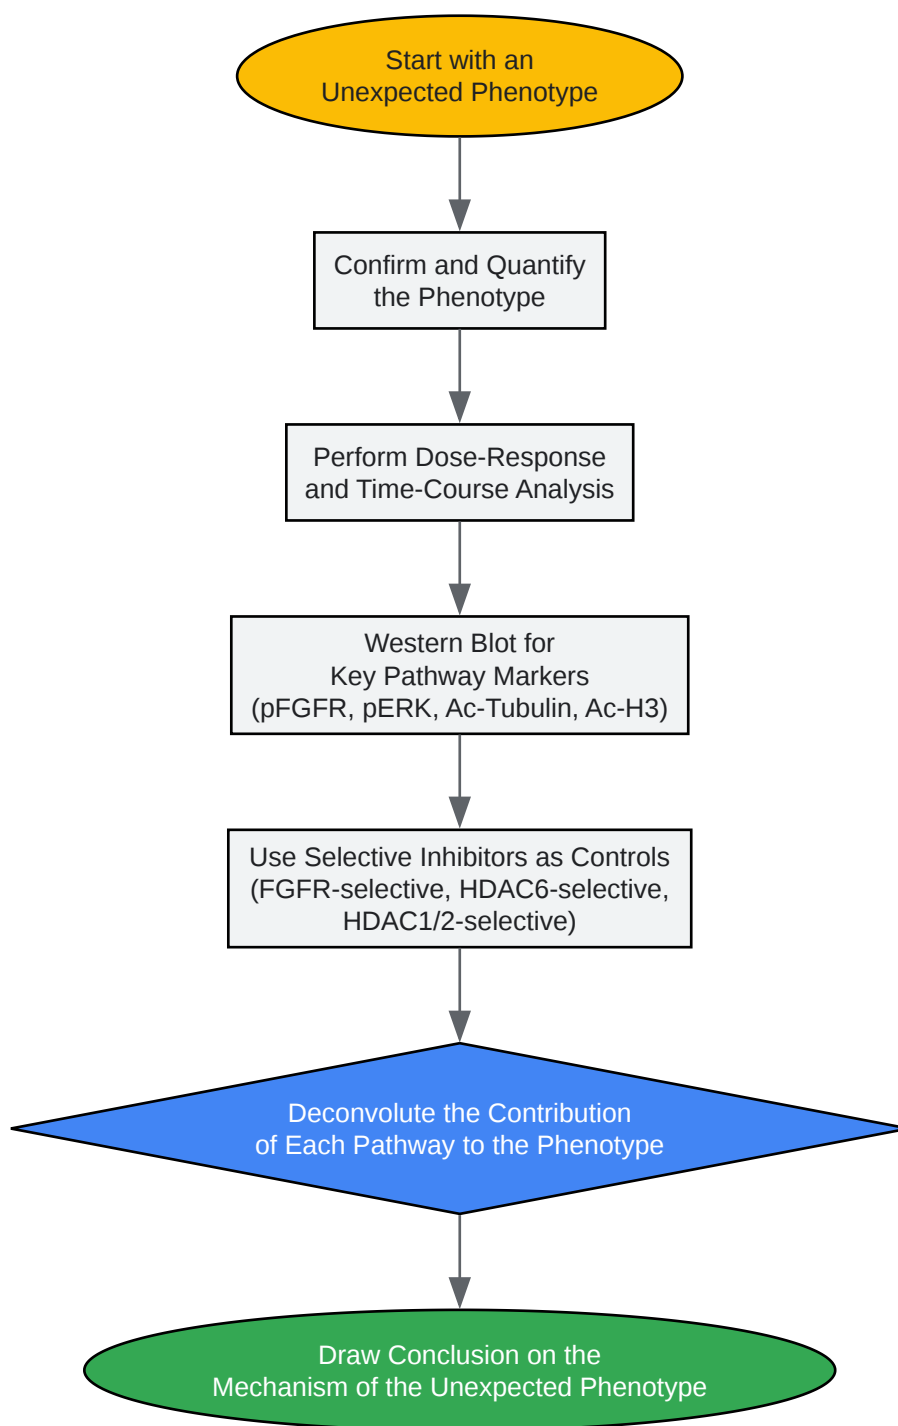 Start with an
Unexpected Phenotype
Confirm and Quantify
the Phenotype
Perform Dose-Response
and Time-Course Analysis
Western Blot for
Key Pathway Markers
(pFGFR, pERK, Ac-Tubulin, Ac-H3)
Use Selective Inhibitors as Controls
(FGFR-selective, HDAC6-selective,
HDAC1/2-selective)
Deconvolute the Contribution
of Each Pathway to the Phenotype
Draw Conclusion on the
Mechanism of the Unexpected Phenotype